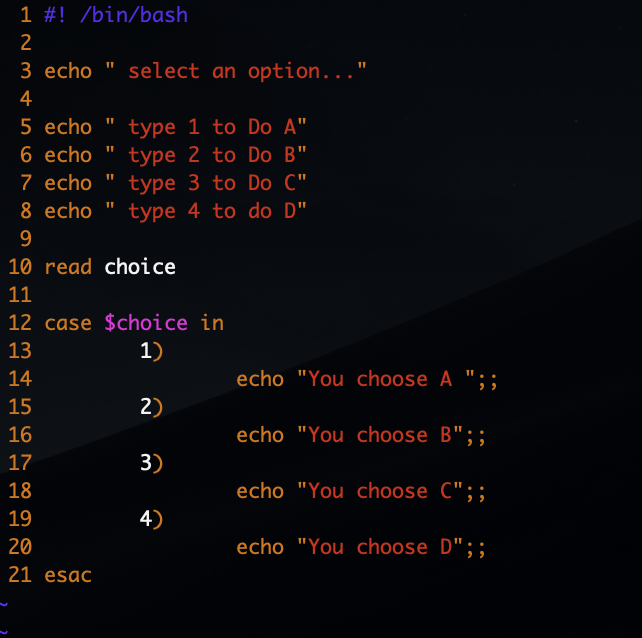 1 #! /bin/bash
2
3 echo " select an option..."
4
5 echo " type 1 to Do A"
6 echo " type 2 to Do B"
7 echo " type 3 to Do C"
8 echo " type 4 to do D"
9
10 read choice
11
12 case $choice in
13         1)
14                 echo "You choose A ";;
15         2)
16                 echo "You choose B";;
17         3)
18                 echo "You choose C";;
19         4)
20                 echo "You choose D";;
21 esac
~
~